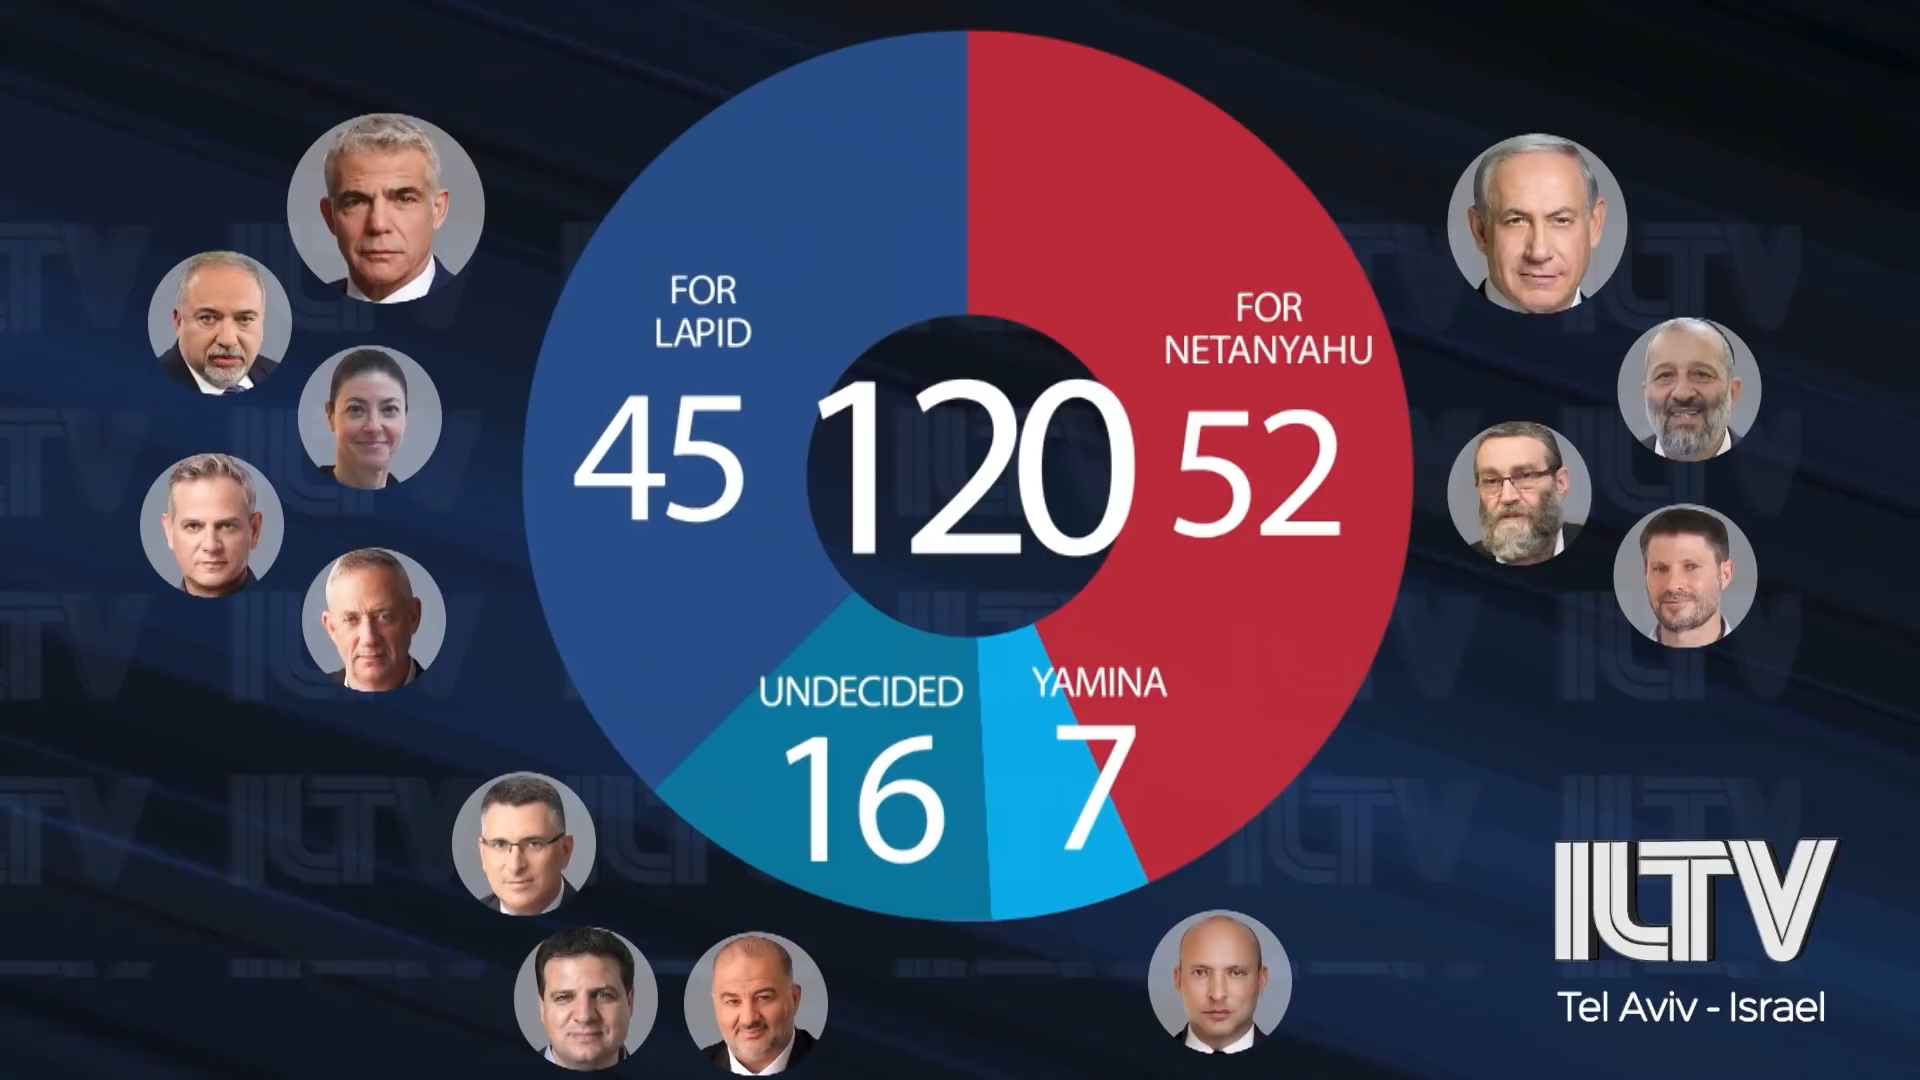 FOR
LAPID
45
120
FOR
NETANYAHU
52
UNDECIDED
16
YAMINA
7
ILTV
Tel Aviv - Israel